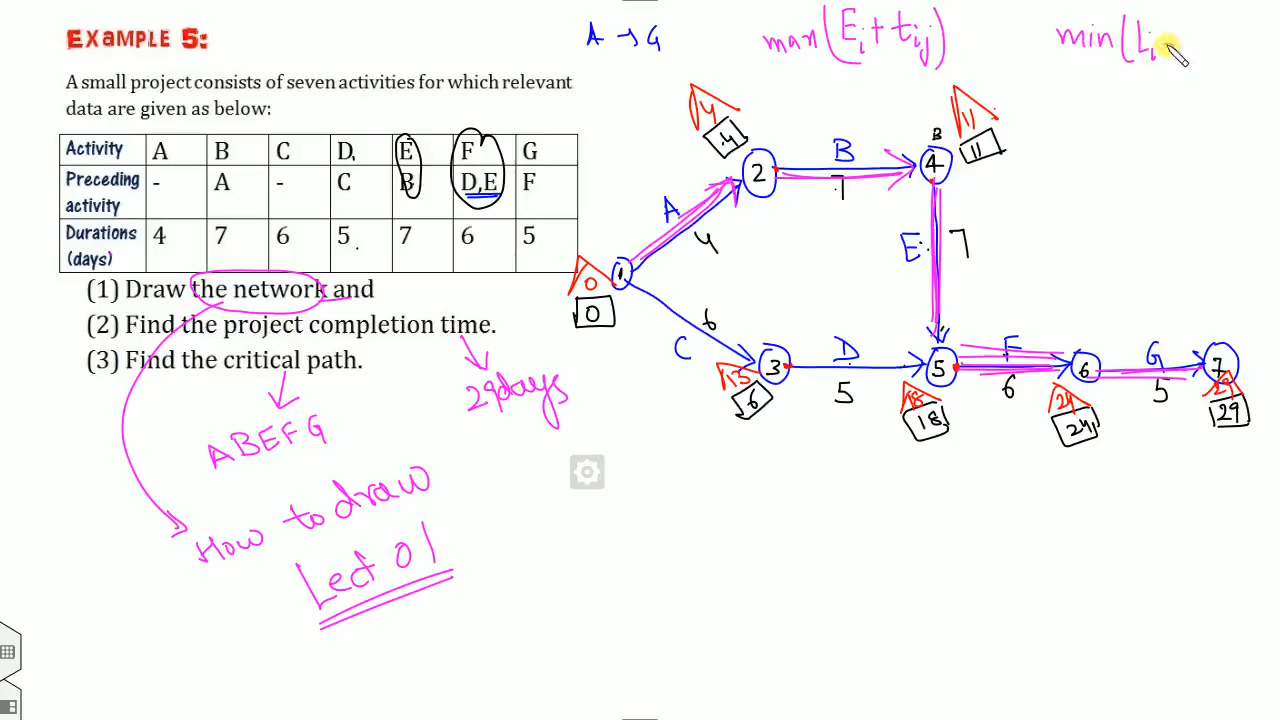 EXAMPLE 5:
A → G
max(Ei + tij)
min(Li
A small project consists of seven activities for which relevant
data are given as below:
Activity A B C D, E F G
Preceding activity - A - C B D,E F
Durations (days) 4 7 6 5 7 6 5
(1) Draw the network and
(2) Find the project completion time.
(3) Find the critical path.
29days
ABEFG
How to draw
Lect 01
4
4
11
3
11
2 B 4
7
A
4
E 7
0
1
0
6
C
3 D 5 F 6 G 7
5 6 5
13 18 24 29
6 18 24 29